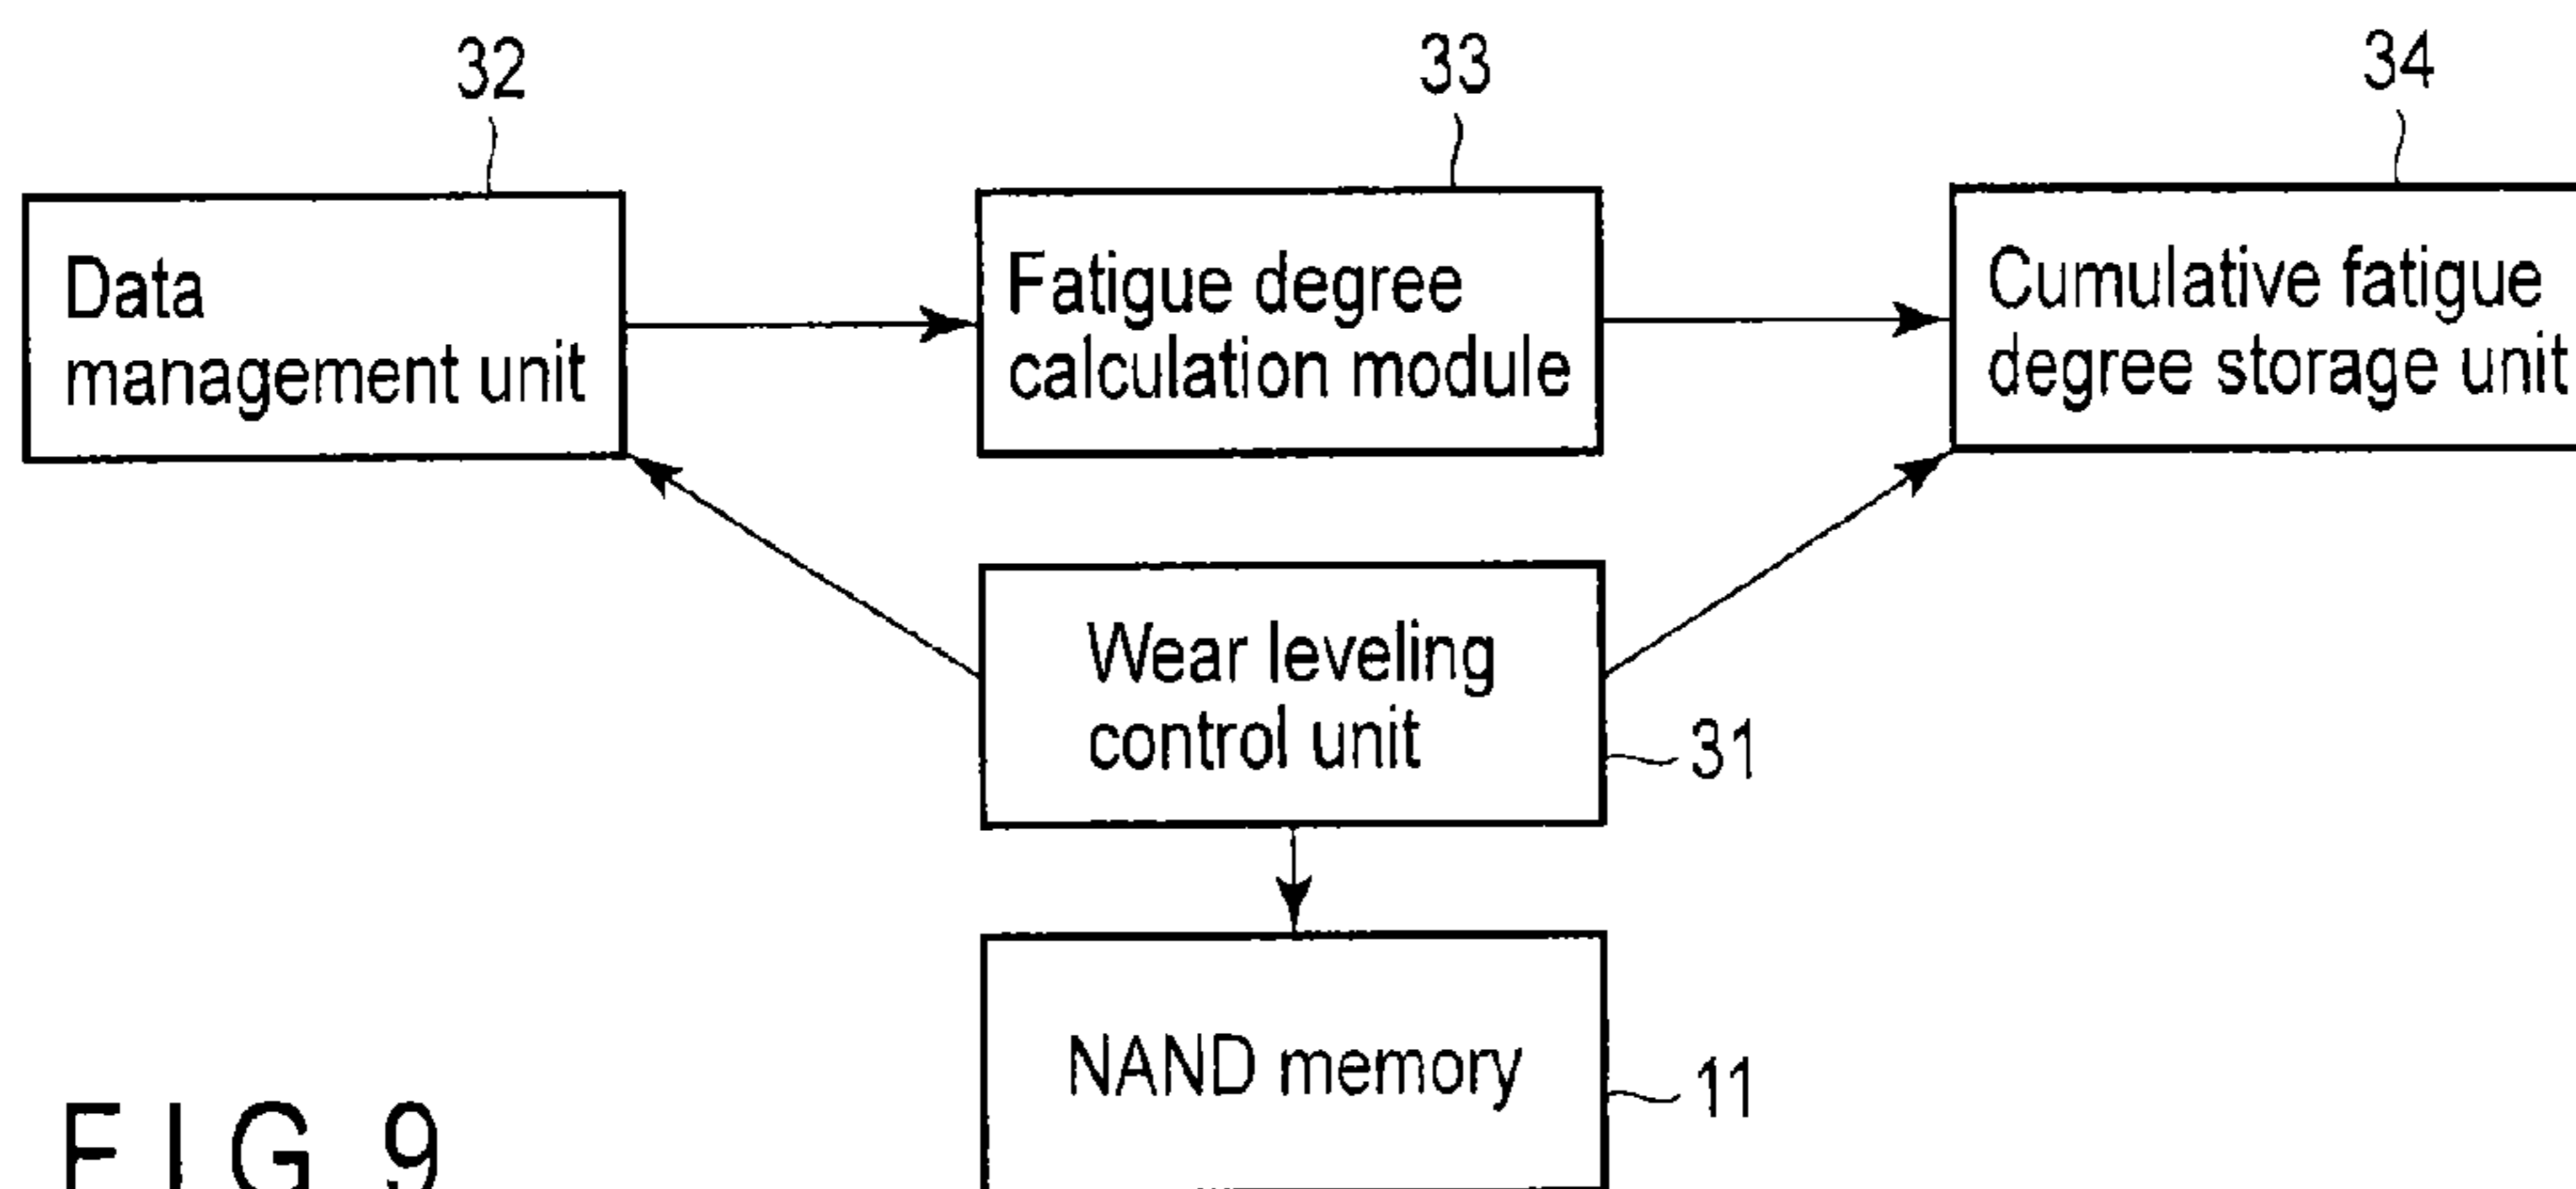 32
33
34
Data
management unit
Fatigue degree
calculation module
Cumulative fatigue
degree storage unit
Wear leveling
control unit
31
NAND memory
11
FIG 9